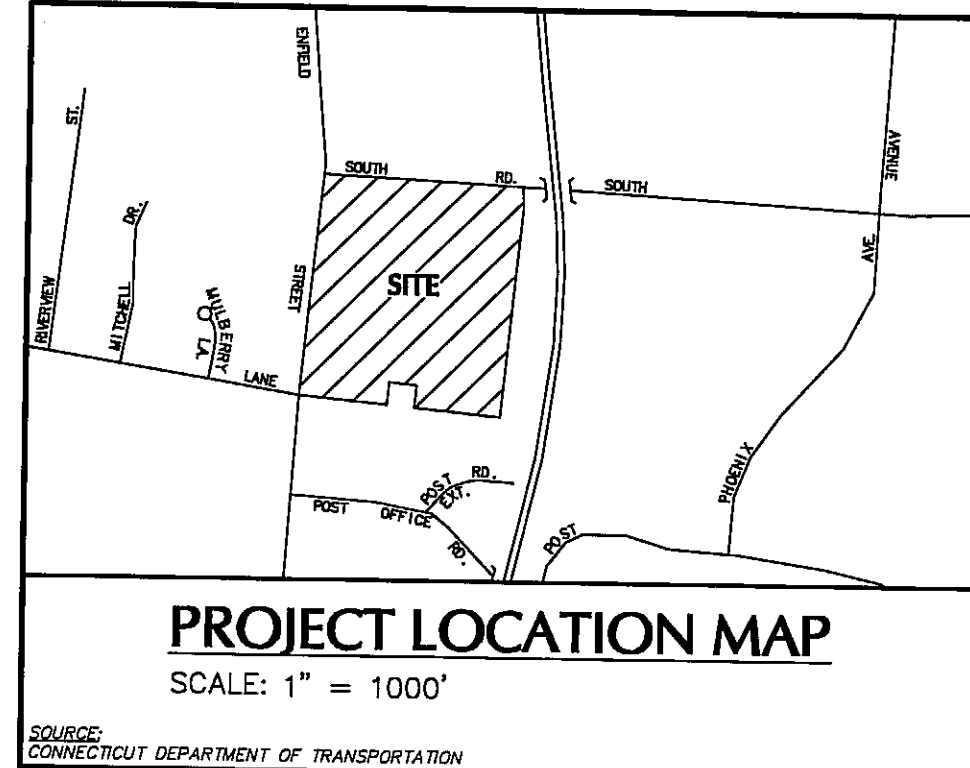 ENFIELD
ST.
AVENUE
SOUTH RD.
SOUTH
DR.
AVE.
STREET
SITE
RIVERVIEW
MITCHELL
MULBERRY
LA.
LANE
PHOENIX
POST RD.
EXT.
POST OFFICE
RD.
POST
PROJECT LOCATION MAP
SCALE: 1" = 1000'
SOURCE:
CONNECTICUT DEPARTMENT OF TRANSPORTATION